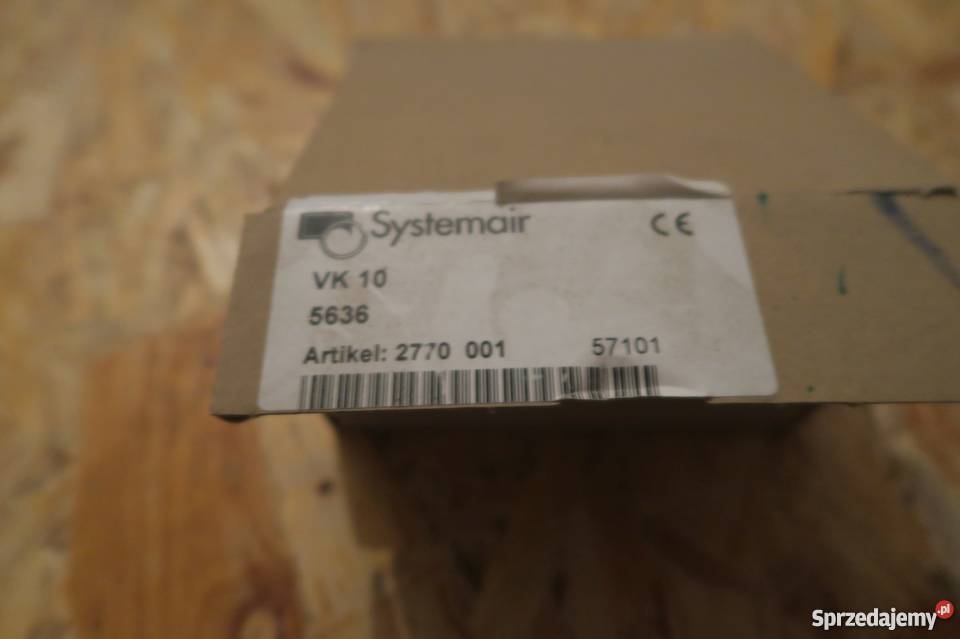 Systemair CE
VK 10
5636
Artikel: 2770 001 57101
Sprzedajemy.pl